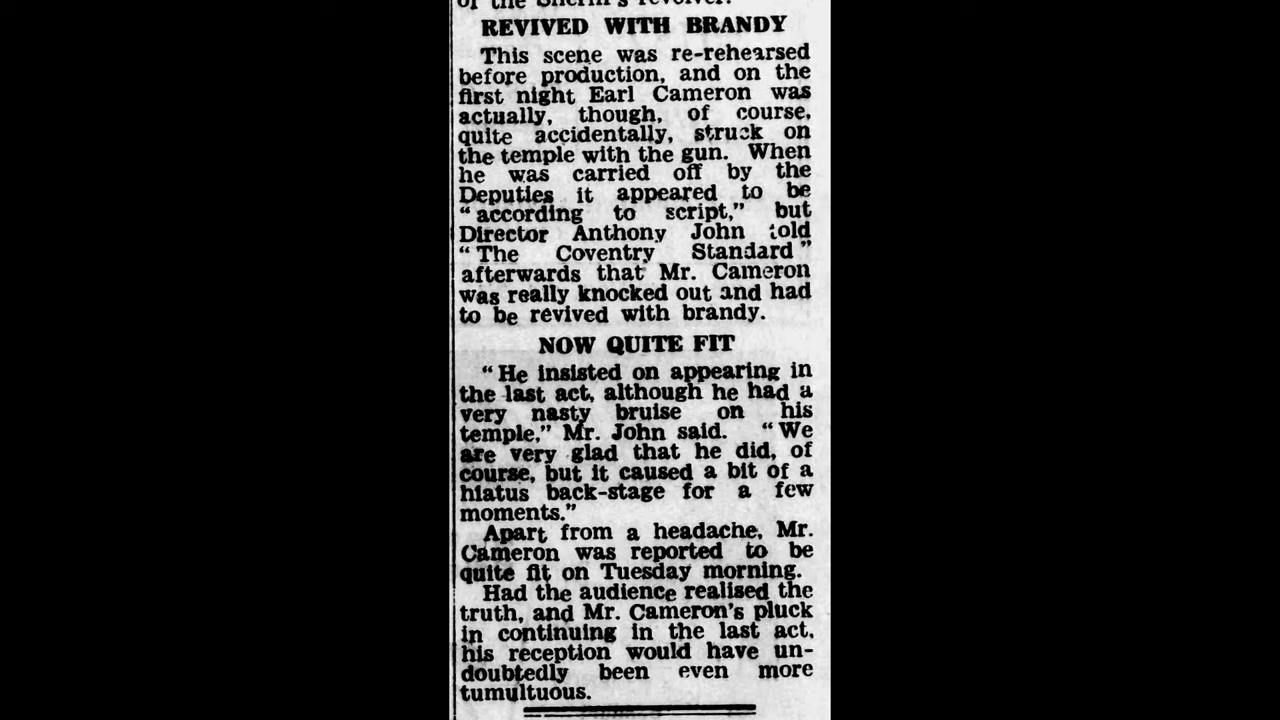 of the Sheriff's revolver.
REVIVED WITH BRANDY
This scene was re-rehearsed
before production, and on the
first night Earl Cameron was
actually, though, of course,
quite accidentally, struck on
the temple with the gun. When
he was carried off by the
Deputies it appeared to be
“according to script,” but
Director Anthony John told
“The Coventry Standard”
afterwards that Mr. Cameron
was really knocked out and had
to be revived with brandy.
NOW QUITE FIT
“He insisted on appearing in
the last act, although he had a
very nasty bruise on his
temple,” Mr. John said. “We
are very glad that he did, of
course, but it caused a bit of a
hiatus back-stage for a few
moments.”
Apart from a headache, Mr.
Cameron was reported to be
quite fit on Tuesday morning.
Had the audience realised the
truth, and Mr. Cameron's pluck
in continuing in the last act,
his reception would have un-
doubtedly been even more
tumultuous.